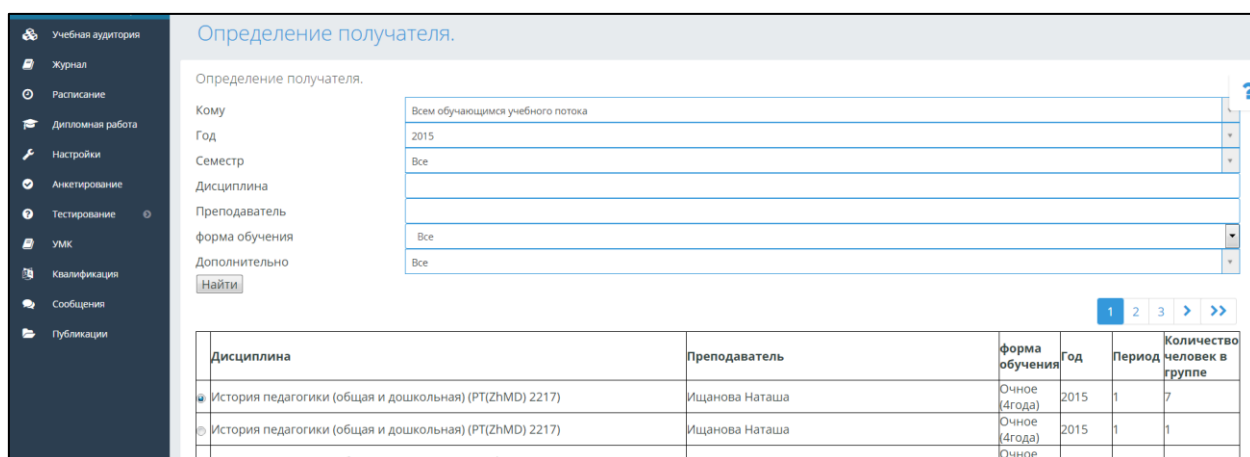 Учебная аудитория
Журнал
Расписание
Дипломная работа
Настройки
Анкетирование
Тестирование
УМК
Квалификация
Сообщения
Публикации
Определение получателя.
Определение получателя.
Кому Всем обучающимся учебного потока
Год 2015
Семестр Все
Дисциплина
Преподаватель
форма обучения Все
Дополнительно Все
Найти
1 2 3 > >>
Дисциплина Преподаватель форма обучения Год Период Количество человек в группе
История педагогики (общая и дошкольная) (PT(ZhMD) 2217) Ищанова Наташа Очное (4года) 2015 1 7
История педагогики (общая и дошкольная) (PT(ZhMD) 2217) Ищанова Наташа Очное (4года) 2015 1 1
Очное